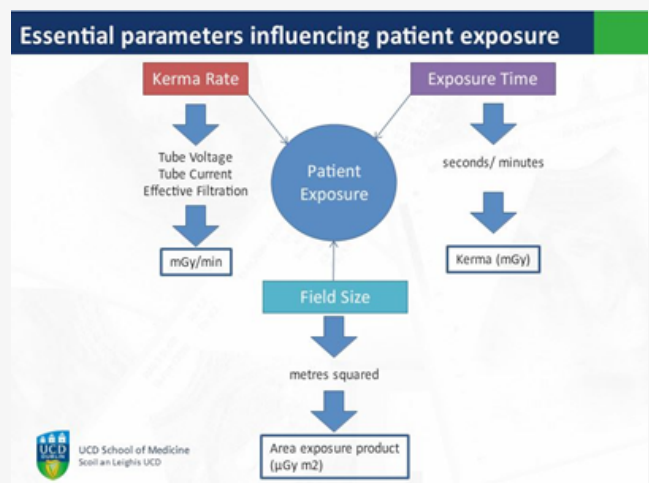 Essential parameters influencing patient exposure
Kerma Rate
Exposure Time
Tube Voltage
Tube Current
Effective Filtration
Patient
Exposure
seconds/ minutes
mGy/min
Kerma (mGy)
Field Size
metres squared
Area exposure product
(µGy m2)
UCD
DUBLIN
UCD School of Medicine
Scoil an Leighis UCD